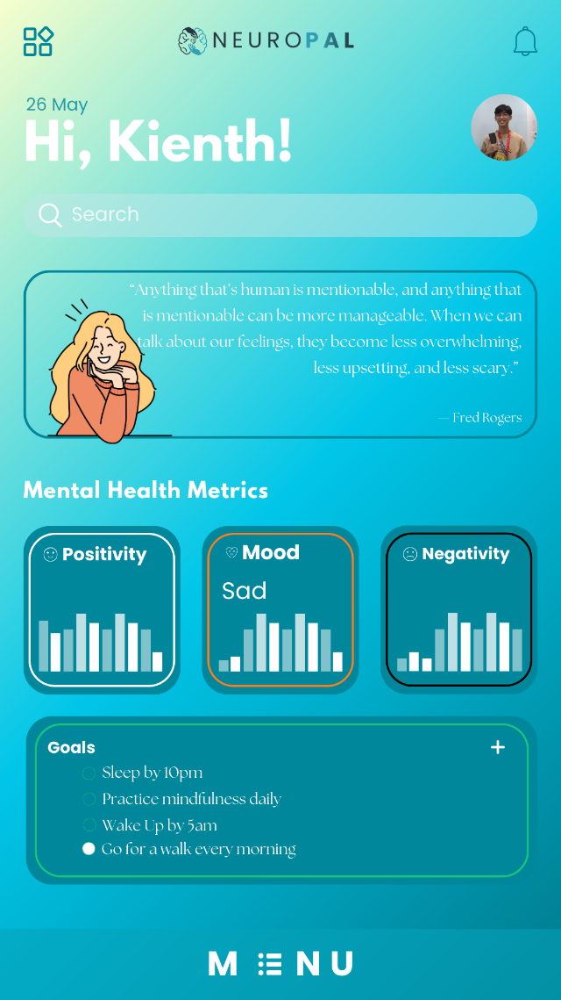 NEUROPAL
26 May
Hi, Kienth!
Search
“Anything that's human is mentionable, and anything that
is mentionable can be more manageable. When we can
talk about our feelings, they become less overwhelming,
less upsetting, and less scary.”
— Fred Rogers
Mental Health Metrics
Positivity
Mood
Sad
Negativity
Goals
Sleep by 10pm
Practice mindfulness daily
Wake Up by 5am
Go for a walk every morning
MENU